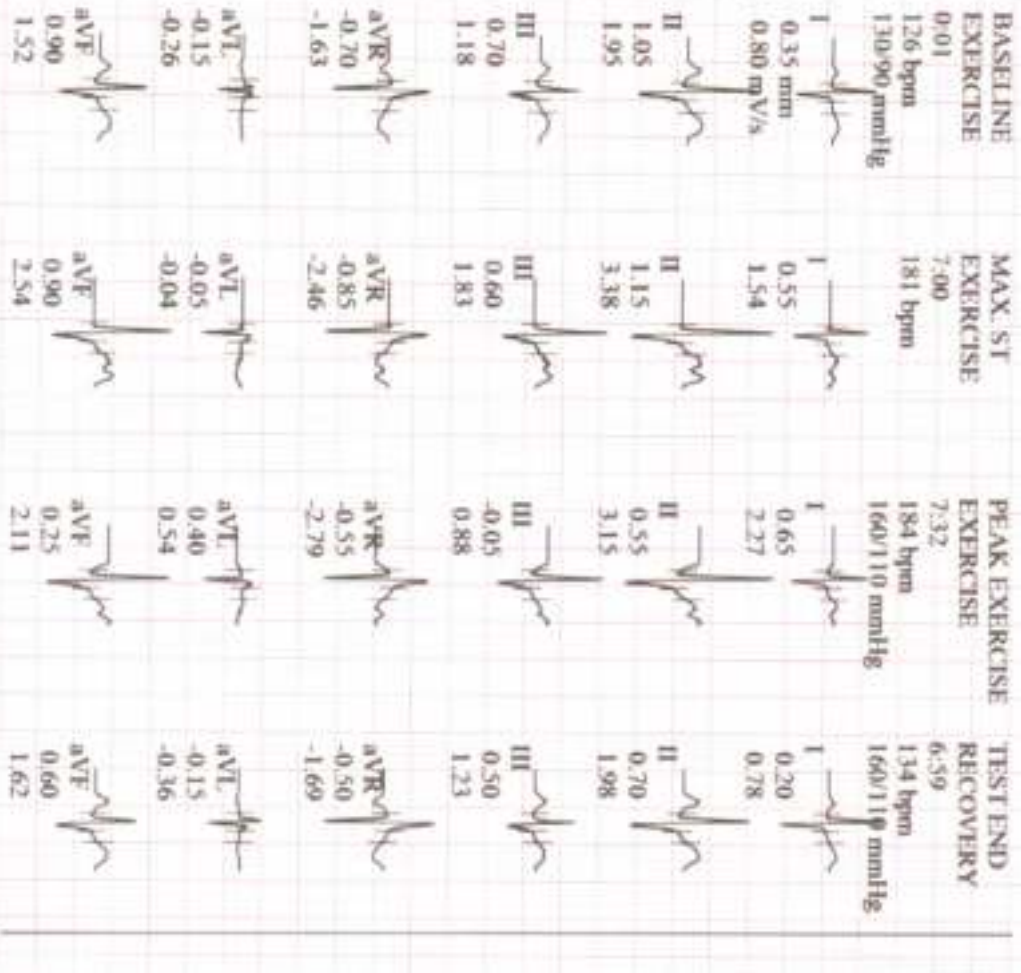 BASELINE
EXERCISE
0:01
126 bpm
130/90 mmHg
I
0.35 mm
0.80 mV/s
II
1.05
1.95
III
0.70
1.18
aVR
-0.70
-1.63
aVL
-0.15
-0.26
aVF
0.90
1.52
MAX. ST
EXERCISE
7:00
181 bpm
I
0.55
1.54
II
1.15
3.38
III
0.60
1.83
aVR
-0.85
-2.46
aVL
-0.05
-0.04
aVF
0.90
2.54
PEAK EXERCISE
EXERCISE
7:32
184 bpm
160/110 mmHg
I
0.65
2.27
II
0.55
3.15
III
-0.05
0.88
aVR
-0.55
-2.79
aVL
0.40
0.54
aVF
0.25
2.11
TEST END
RECOVERY
6:59
134 bpm
160/110 mmHg
I
0.20
0.78
II
0.70
1.98
III
0.50
1.23
aVR
-0.50
-1.69
aVL
-0.15
-0.36
aVF
0.60
1.62